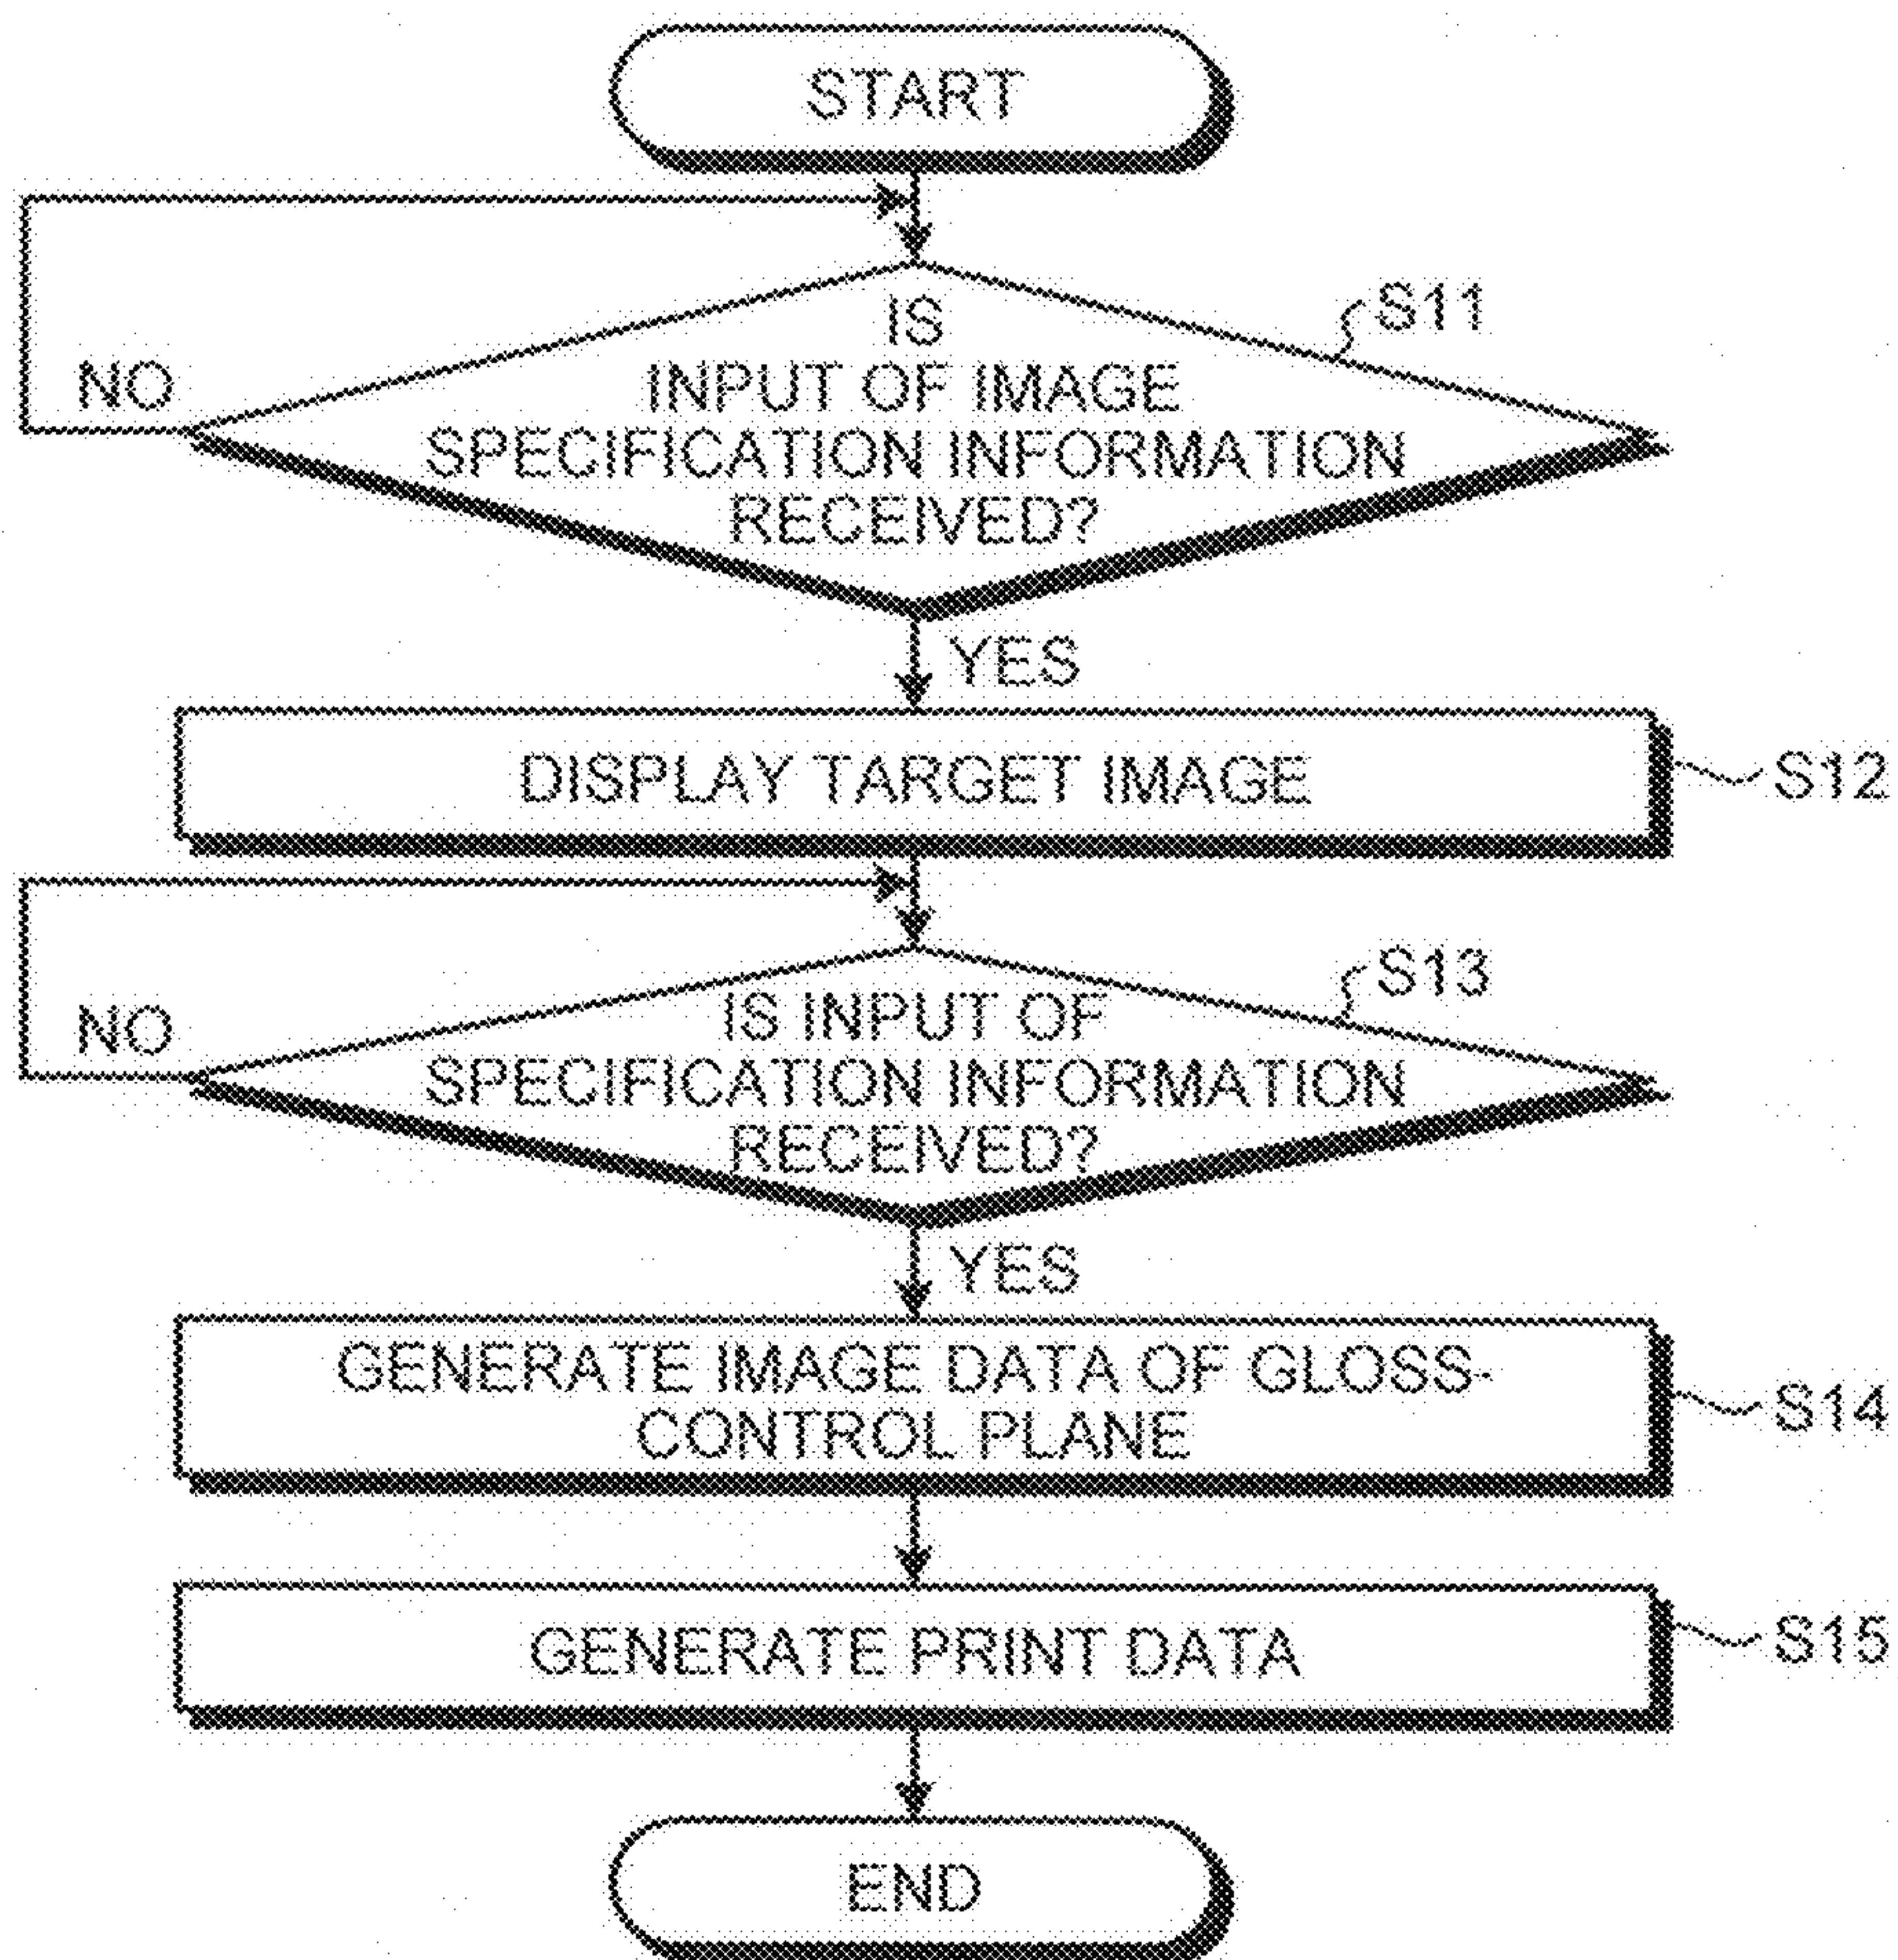 START
IS
INPUT OF IMAGE
SPECIFICATION INFORMATION
RECEIVED?
S11
NO
YES
DISPLAY TARGET IMAGE
S12
IS INPUT OF
SPECIFICATION INFORMATION
RECEIVED?
S13
NO
YES
GENERATE IMAGE DATA OF GLOSS-
CONTROL PLANE
S14
GENERATE PRINT DATA
S15
END